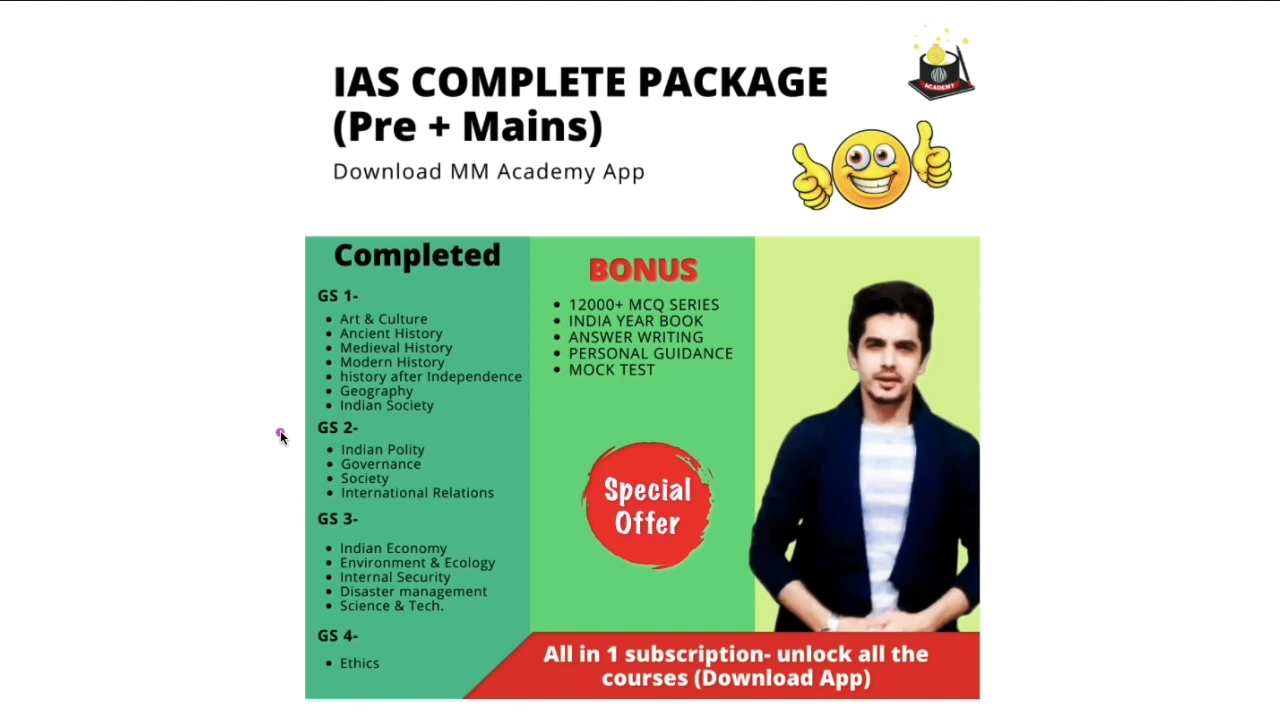 IAS COMPLETE PACKAGE
(Pre + Mains)
Download MM Academy App
ACADEMY
Completed
GS 1-
• Art & Culture
• Ancient History
• Medieval History
• Modern History
• history after Independence
• Geography
• Indian Society
GS 2-
• Indian Polity
• Governance
• Society
• International Relations
GS 3-
• Indian Economy
• Environment & Ecology
• Internal Security
• Disaster management
• Science & Tech.
GS 4-
• Ethics
BONUS
• 12000+ MCQ SERIES
• INDIA YEAR BOOK
• ANSWER WRITING
• PERSONAL GUIDANCE
• MOCK TEST
Special
Offer
All in 1 subscription- unlock all the
courses (Download App)